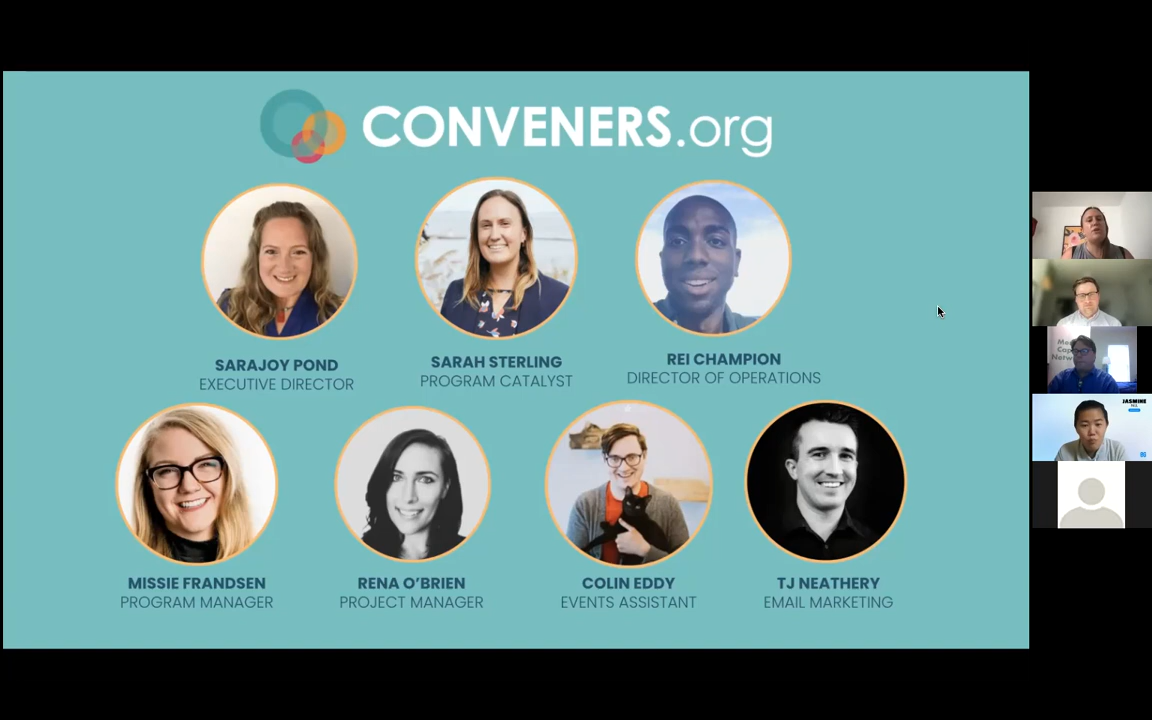 CONVENERS.org
SARAJOY POND
EXECUTIVE DIRECTOR
SARAH STERLING
PROGRAM CATALYST
REI CHAMPION
DIRECTOR OF OPERATIONS
MISSIE FRANDSEN
PROGRAM MANAGER
RENA O'BRIEN
PROJECT MANAGER
COLIN EDDY
EVENTS ASSISTANT
TJ NEATHERY
EMAIL MARKETING
JASMINE